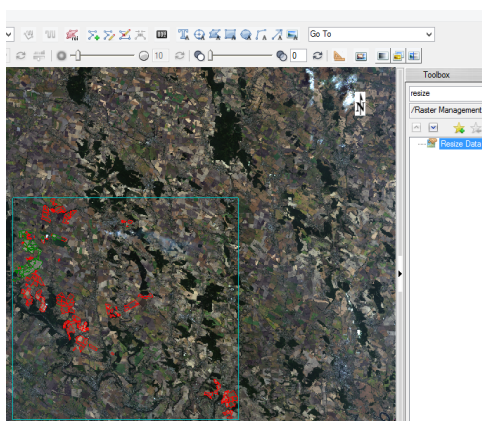 Go To
10
0
Toolbox
resize
/Raster Management
Resize Data
N